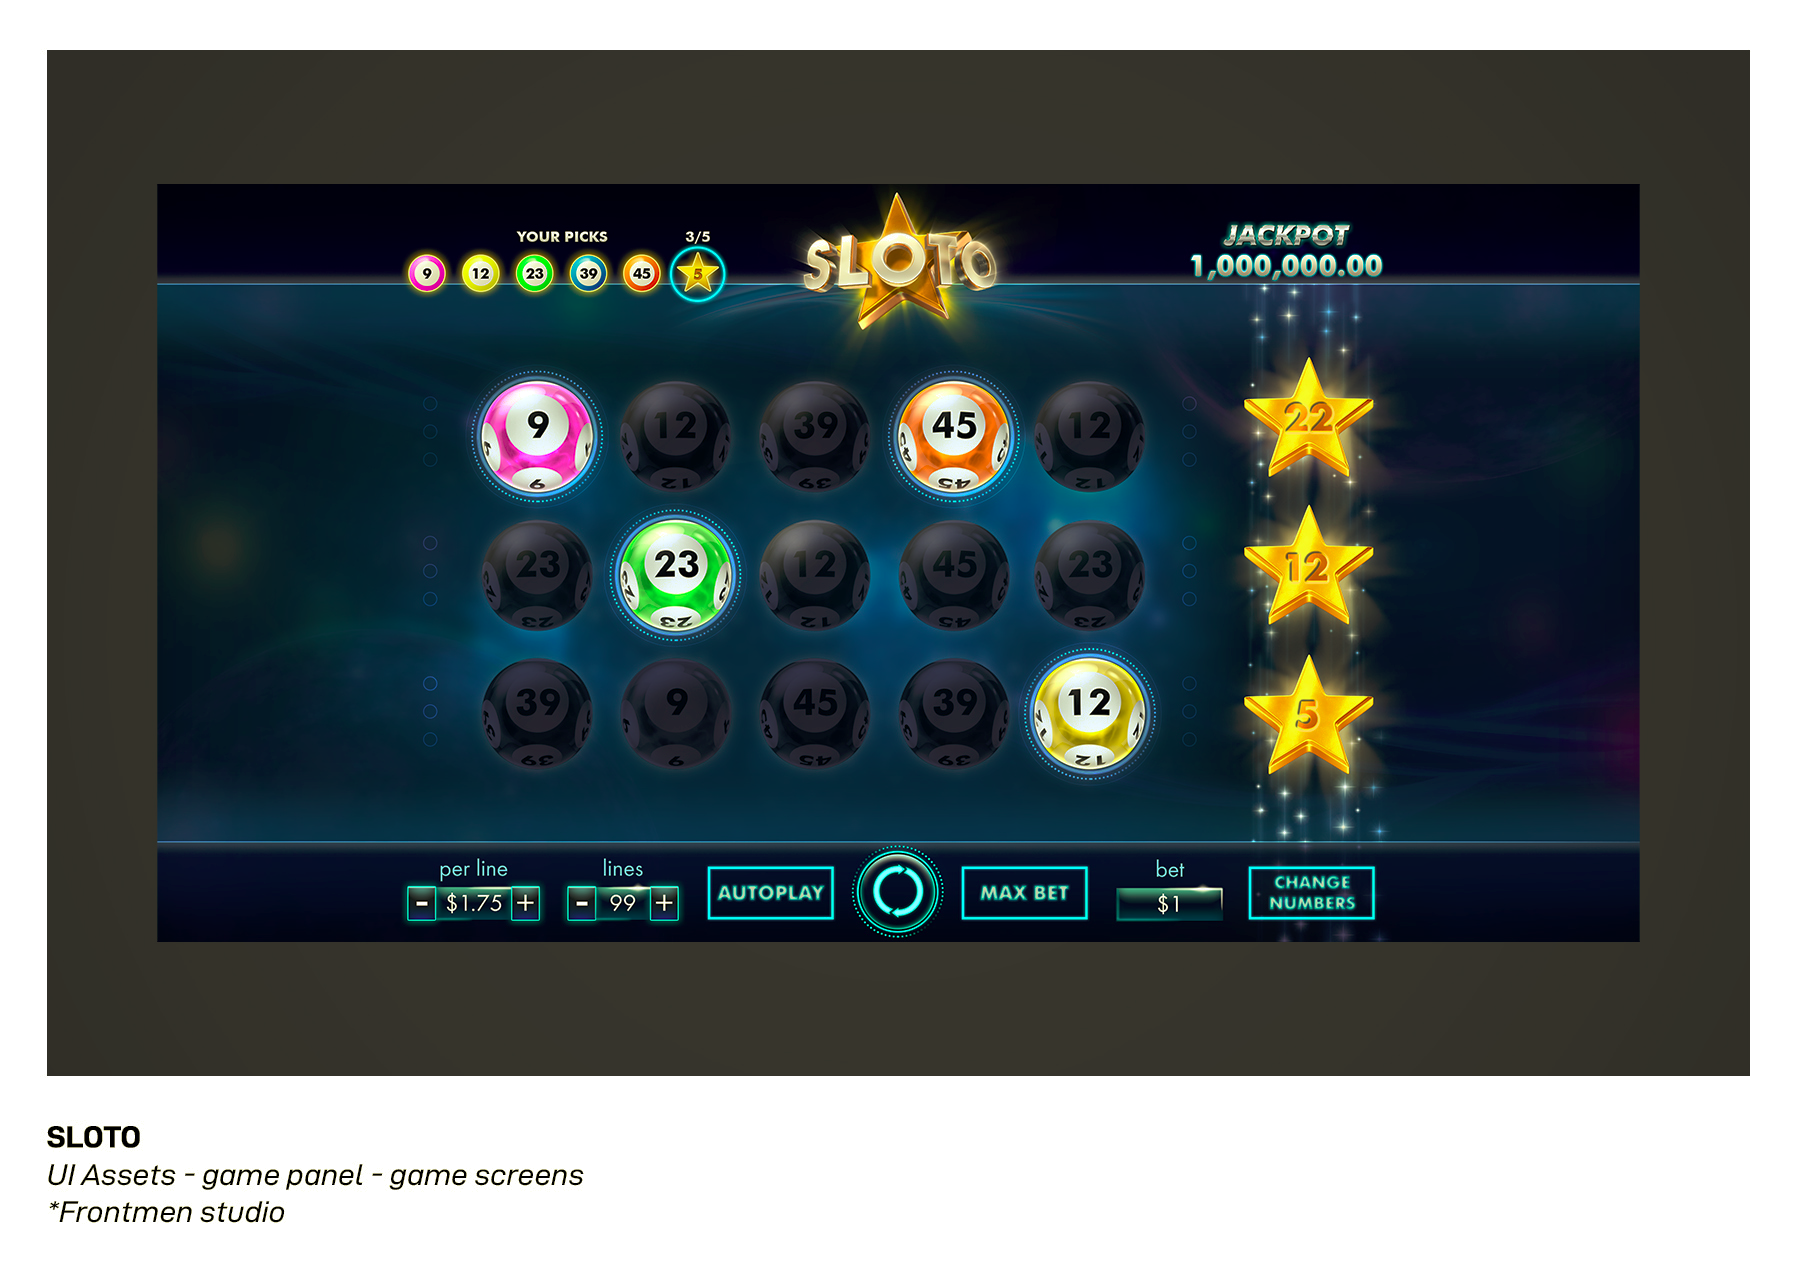 YOUR PICKS 3/5
9 12 23 39 45 5
SLOTO
JACKPOT
1,000,000.00
9 12 39 45 12
22
23 23 12 45 23
12
39 9 45 39 12
5
per line
- $1.75 +
lines
- 99 +
AUTOPLAY
MAX BET
bet
$1
CHANGE
NUMBERS
SLOTO
UI Assets - game panel - game screens
*Frontmen studio